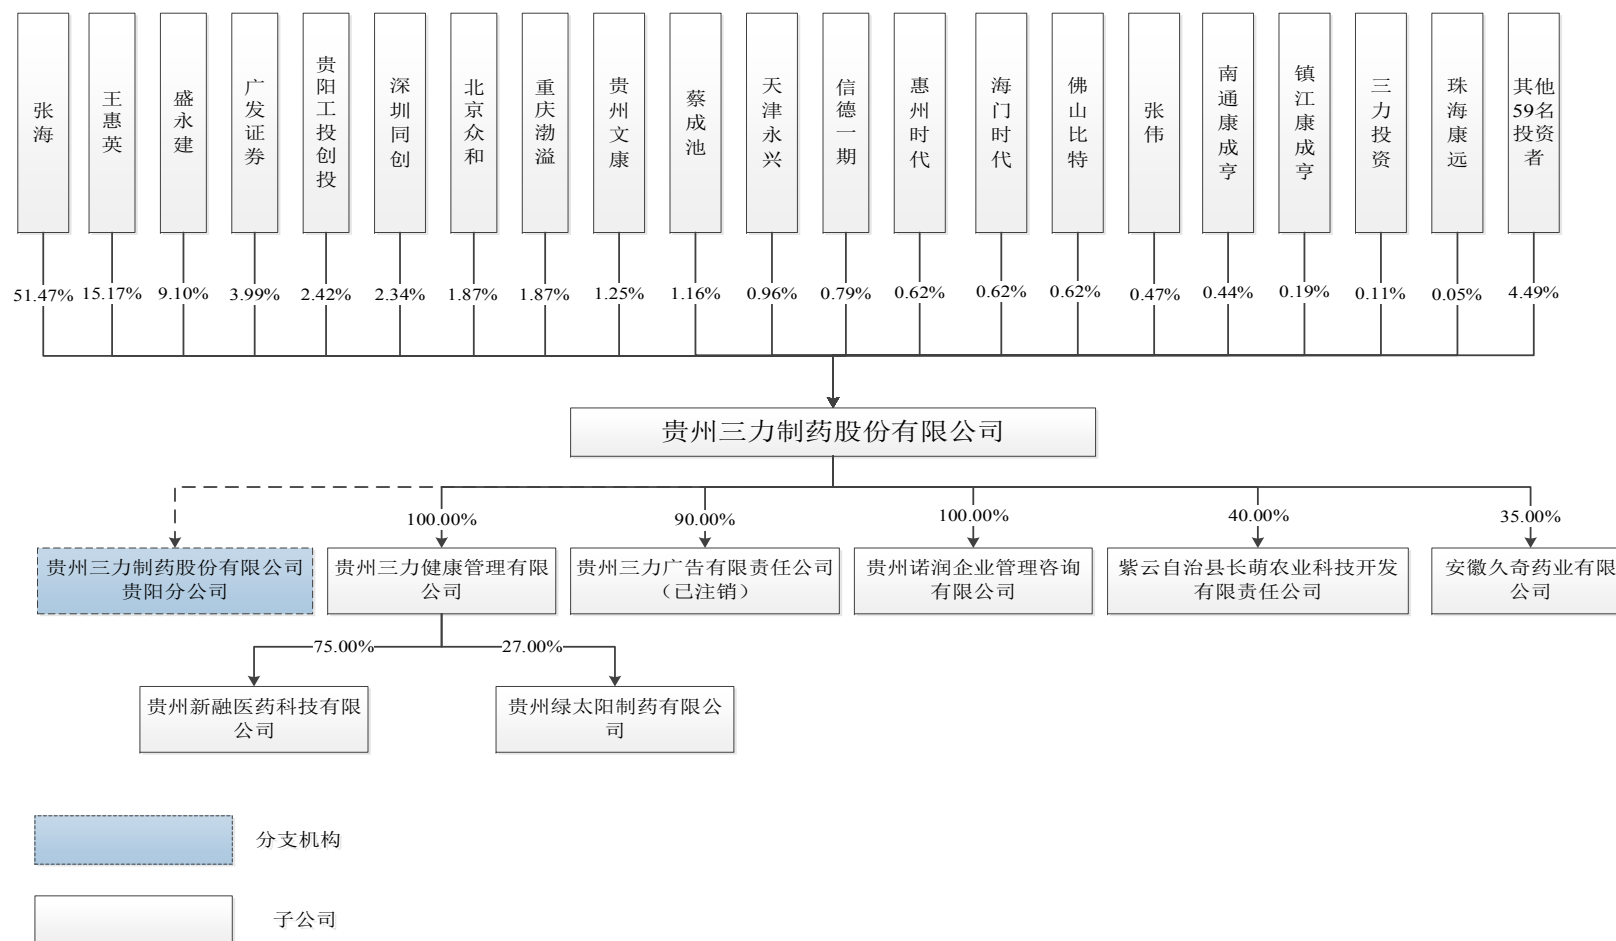 张海
王惠英
盛永建
广发证券
贵阳工投创投
深圳同创
北京众和
重庆渤溢
贵州文康
蔡成池
天津永兴
信德一期
惠州时代
海门时代
佛山比特
张伟
南通康成亨
镇江康成亨
三力投资
珠海康远
其他
59名
投资
者
51.47%
15.17%
9.10%
3.99%
2.42%
2.34%
1.87%
1.87%
1.25%
1.16%
0.96%
0.79%
0.62%
0.62%
0.62%
0.47%
0.44%
0.19%
0.11%
0.05%
4.49%
贵州三力制药股份有限公司
100.00%
90.00%
100.00%
40.00%
35.00%
贵州三力制药股份有限公司
贵阳分公司
贵州三力健康管理有限
公司
贵州三力广告有限责任公司
（已注销）
贵州诺润企业管理咨询
有限公司
紫云自治县长萌农业科技开发
有限责任公司
安徽久奇药业有限
公司
75.00%
27.00%
贵州新融医药科技有限
公司
贵州绿太阳制药有限公
司
分支机构
子公司